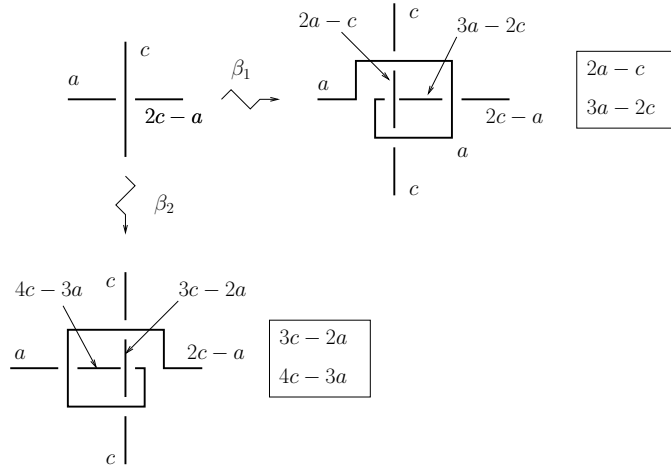 c
a
2c − a
β₁
c
2a − c
3a − 2c
a
2c − a
a
c
2a − c
3a − 2c
β₂
c
4c − 3a
3c − 2a
a
2c − a
c
3c − 2a
4c − 3a